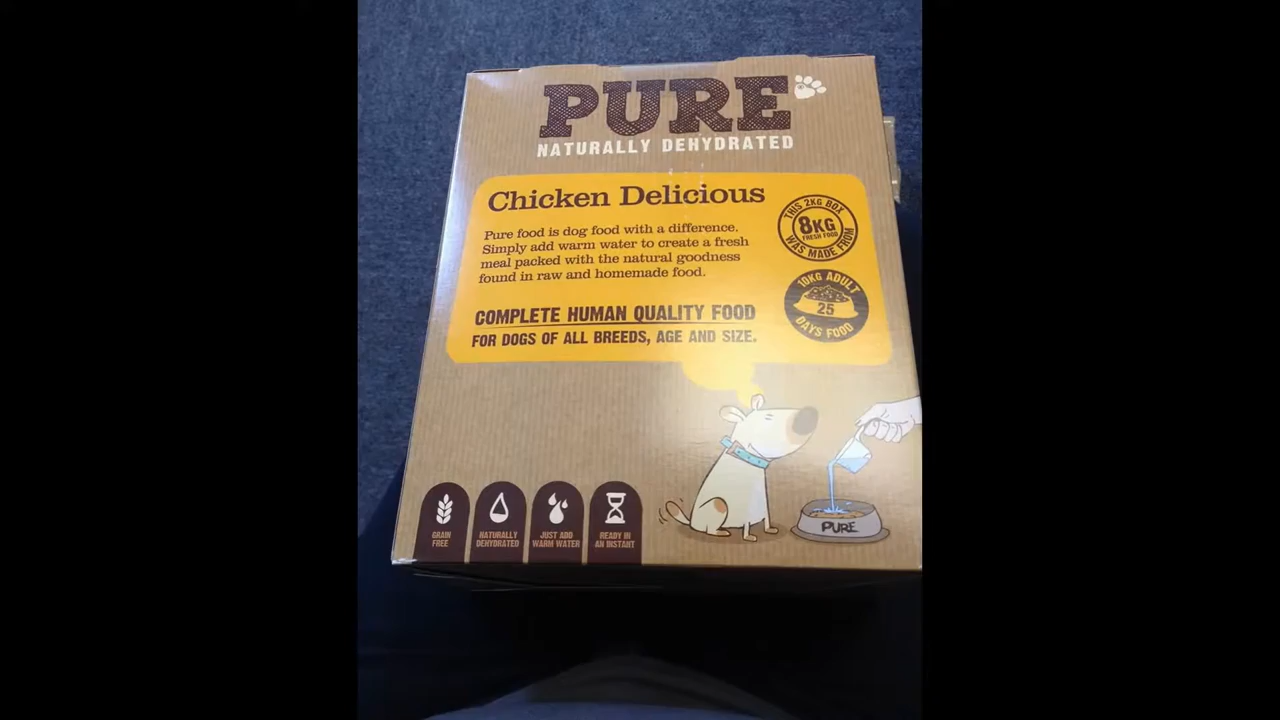 PURE
NATURALLY DEHYDRATED
Chicken Delicious
Pure food is dog food with a difference.
Simply add warm water to create a fresh
meal packed with the natural goodness
found in raw and homemade food.
COMPLETE HUMAN QUALITY FOOD
FOR DOGS OF ALL BREEDS, AGE AND SIZE.
THIS 2KG BOX
8KG
FRESH FOOD
WAS MADE FROM
10KG ADULT
25
DAYS FOOD
PURE
GRAIN
FREE
NATURALLY
DEHYDRATED
JUST ADD
WARM WATER
READY IN
AN INSTANT